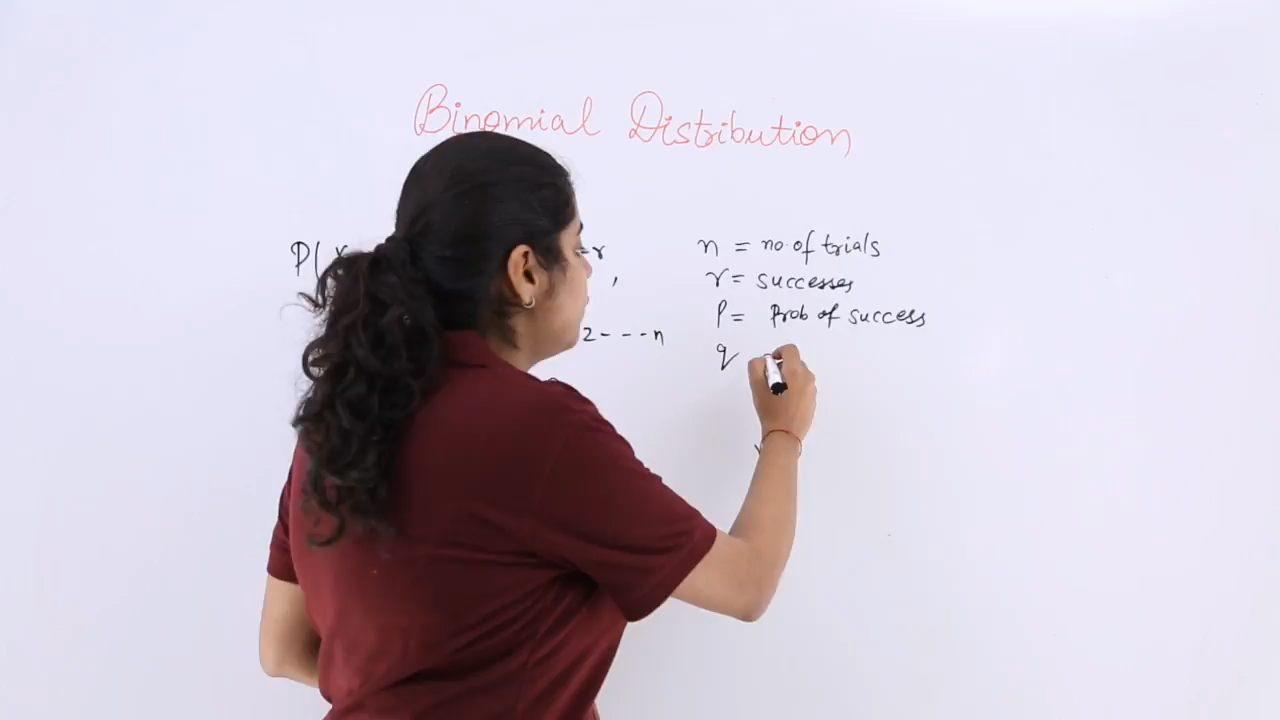 Binomial Distribution
P( -r ,
2----n
n = no. of trials
r = successes
P = Prob of success
q